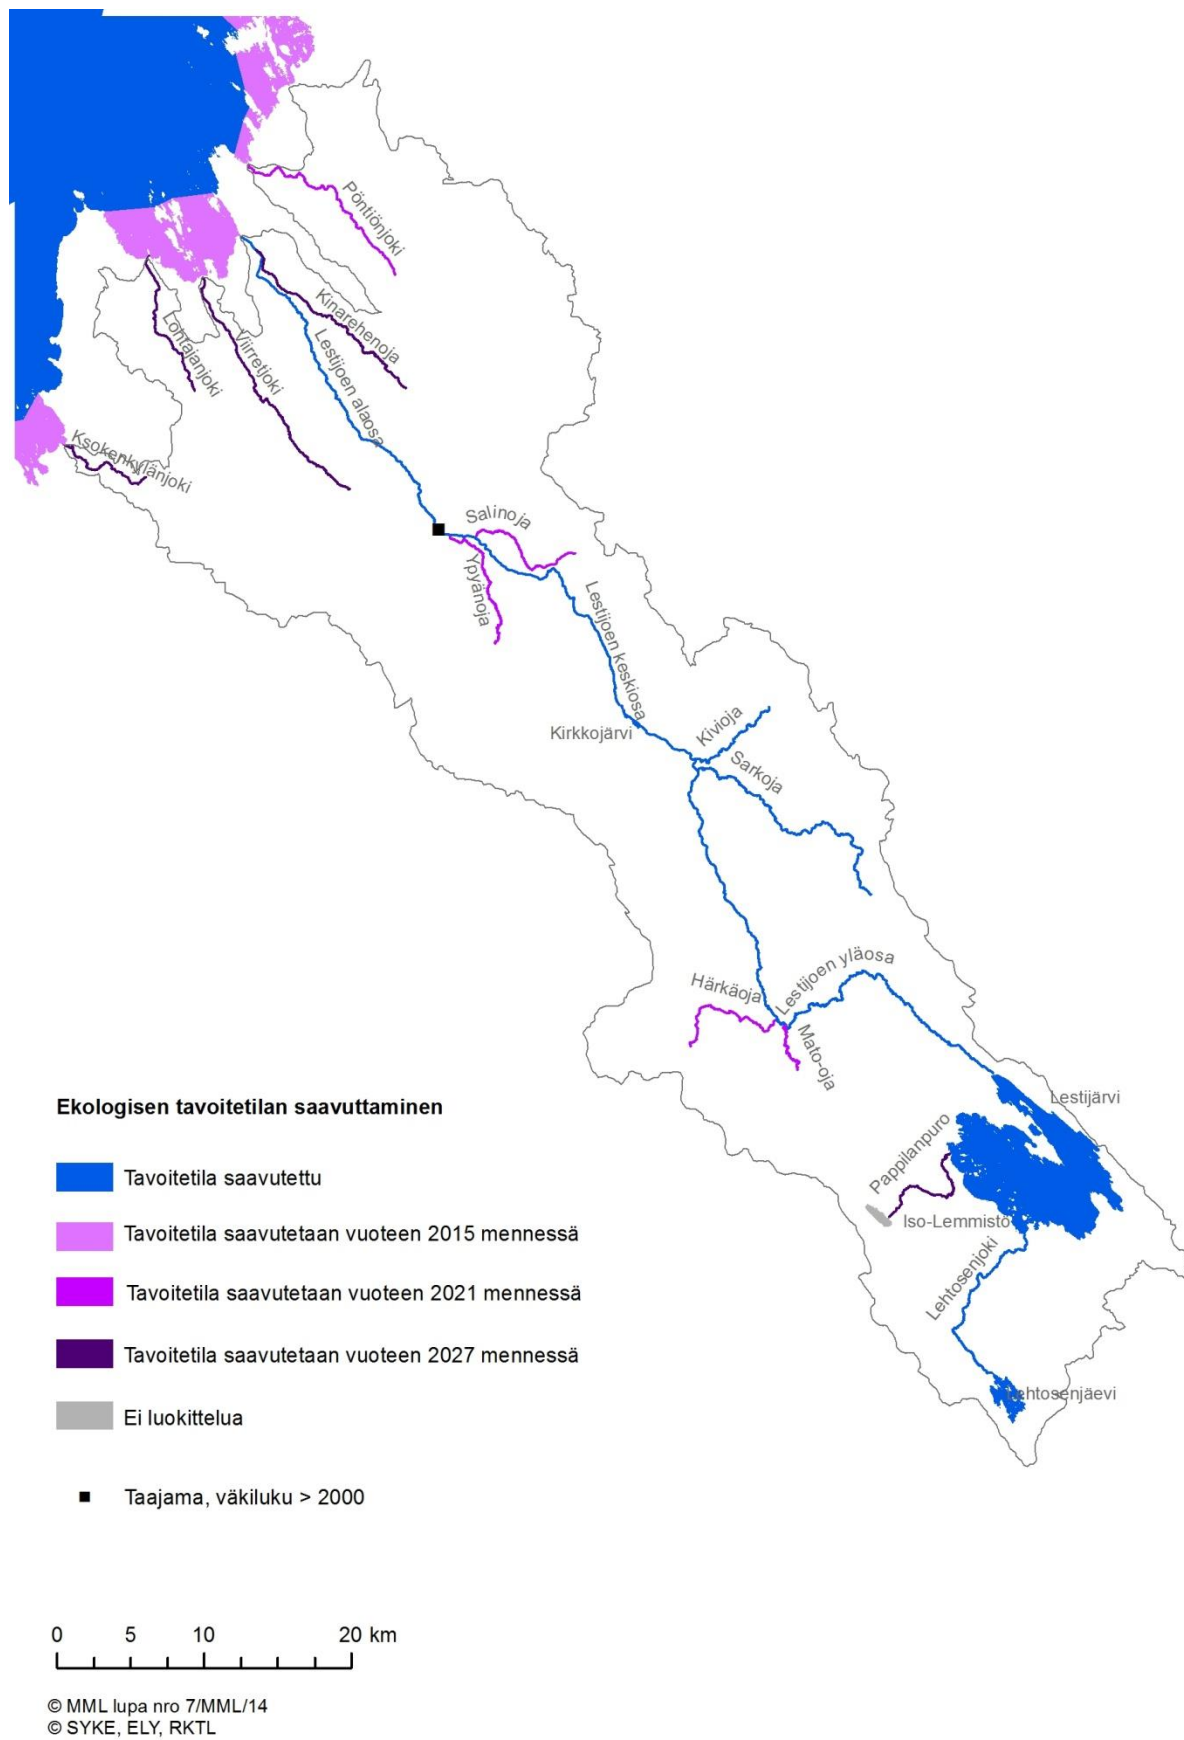 Pöntiönjoki
Kinarehenoja
Lohtajanjoki
Viirretjoki
Lestijoen alaosa
Ksokenkylänjoki
Salinoja
Ypyänoja
Lestijoen keskiosa
Kirkkojärvi
Kivioja
Sarkoja
Härkäoja
Lestijoen yläosa
Mato-oja
Lestijärvi
Pappilanpuro
Iso-Lemmistö
Lehtosenjoki
Lehtosenjäevi
Ekologisen tavoitetilan saavuttaminen
Tavoitetila saavutettu
Tavoitetila saavutetaan vuoteen 2015 mennessä
Tavoitetila saavutetaan vuoteen 2021 mennessä
Tavoitetila saavutetaan vuoteen 2027 mennessä
Ei luokittelua
Taajama, väkiluku > 2000
0 5 10 20 km
© MML lupa nro 7/MML/14
© SYKE, ELY, RKTL